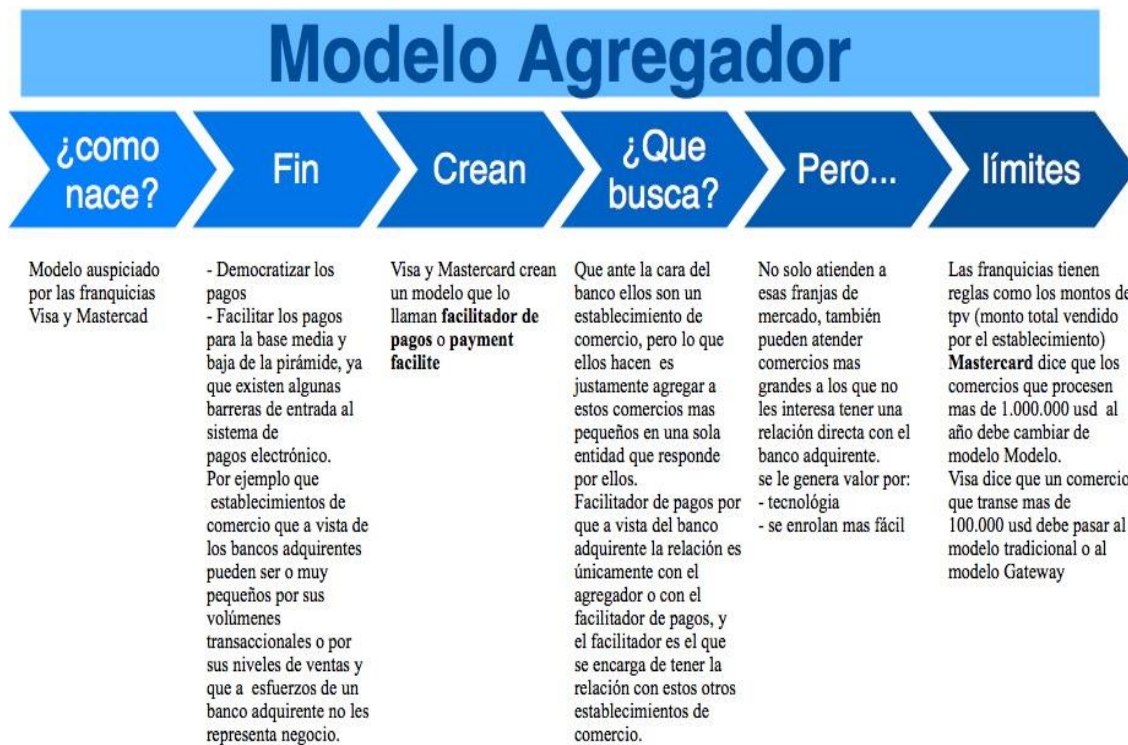 Modelo Agregador
¿como
nace?
Fin
Crean
¿Que
busca?
Pero...
límites
Modelo auspiciado
por las franquicias
Visa y Mastercad
- Democratizar los
pagos
- Facilitar los pagos
para la base media y
baja de la pirámide, ya
que existen algunas
barreras de entrada al
sistema de
pagos electrónico.
Por ejemplo que
establecimientos de
comercio que a vista de
los bancos adquirentes
pueden ser o muy
pequeños por sus
volúmenes
transaccionales o por
sus niveles de ventas y
que a esfuerzos de un
banco adquirente no les
representa negocio.
Visa y Mastercard crean
un modelo que lo
llaman facilitador de
pagos o payment
facilite
Que ante la cara del
banco ellos son un
establecimiento de
comercio, pero lo que
ellos hacen es
justamente agregar a
estos comercios mas
pequeños en una sola
entidad que responde
por ellos.
Facilitador de pagos por
que a vista del banco
adquirente la relación es
únicamente con el
agregador o con el
facilitador de pagos, y
el facilitador es el que
se encarga de tener la
relación con estos otros
establecimientos de
comercio.
No solo atienden a
esas franjas de
mercado, también
pueden atender
comercios mas
grandes a los que no
les interesa tener una
relación directa con el
banco adquirente.
se le genera valor por:
- tecnológia
- se enrolan mas fácil
Las franquicias tienen
reglas como los montos de
tpv (monto total vendido
por el establecimiento)
Mastercard dice que los
comercios que procesen
mas de 1.000.000 usd al
año debe cambiar de
modelo Modelo.
Visa dice que un comercio
que transe mas de
100.000 usd debe pasar al
modelo tradicional o al
modelo Gateway